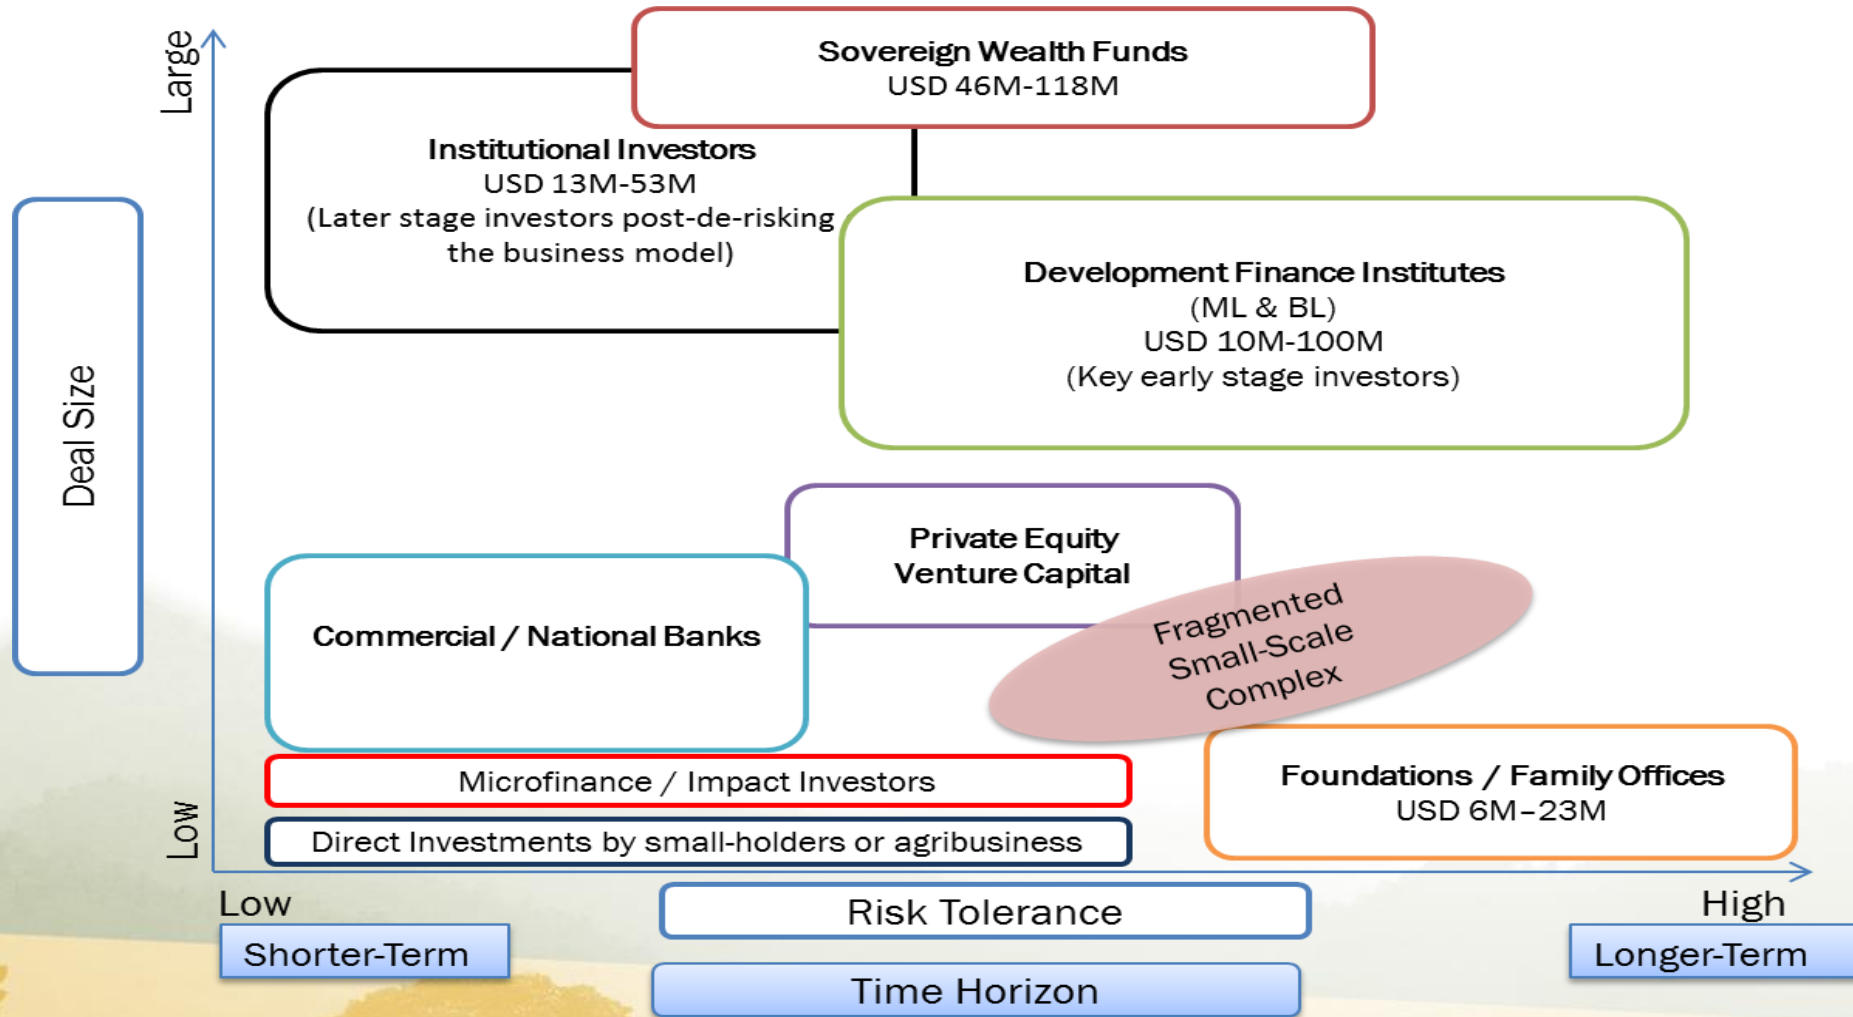 Large
Sovereign Wealth Funds
USD 46M-118M
Institutional Investors
USD 13M-53M
(Later stage investors post-de-risking
the business model)
Development Finance Institutes
(ML & BL)
USD 10M-100M
(Key early stage investors)
Deal Size
Private Equity
Venture Capital
Fragmented
Small-Scale
Complex
Commercial / National Banks
Microfinance / Impact Investors
Direct Investments by small-holders or agribusiness
Foundations / Family Offices
USD 6M–23M
Low
Low
Risk Tolerance
High
Shorter-Term
Longer-Term
Time Horizon